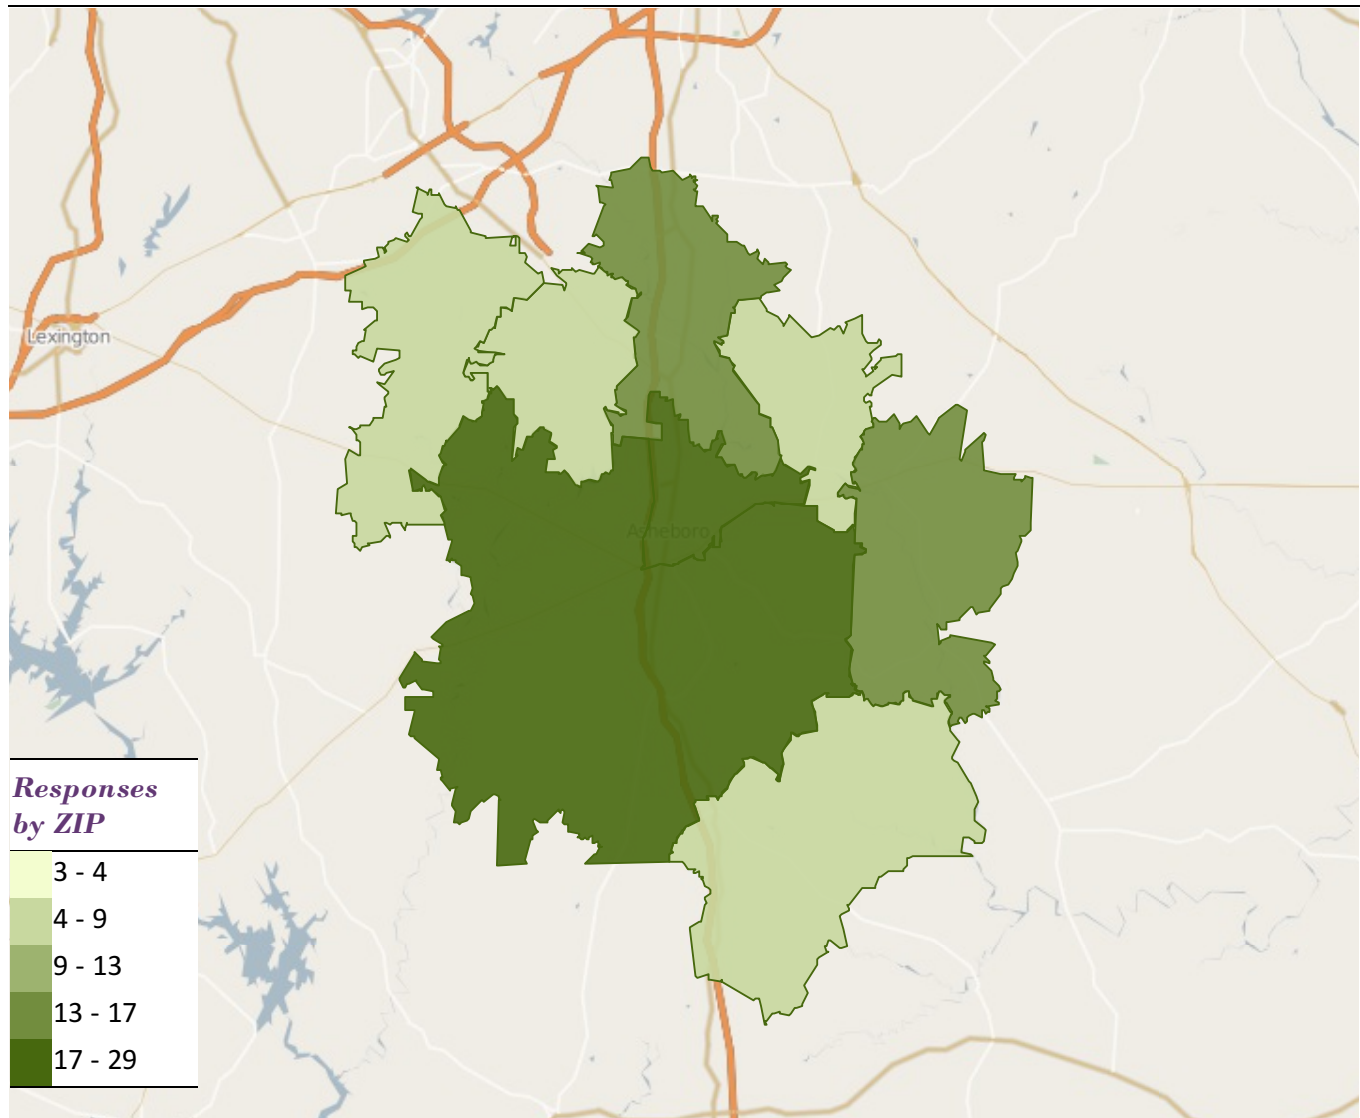 Lexington
Asheboro
Responses
by ZIP
3 - 4
4 - 9
9 - 13
13 - 17
17 - 29